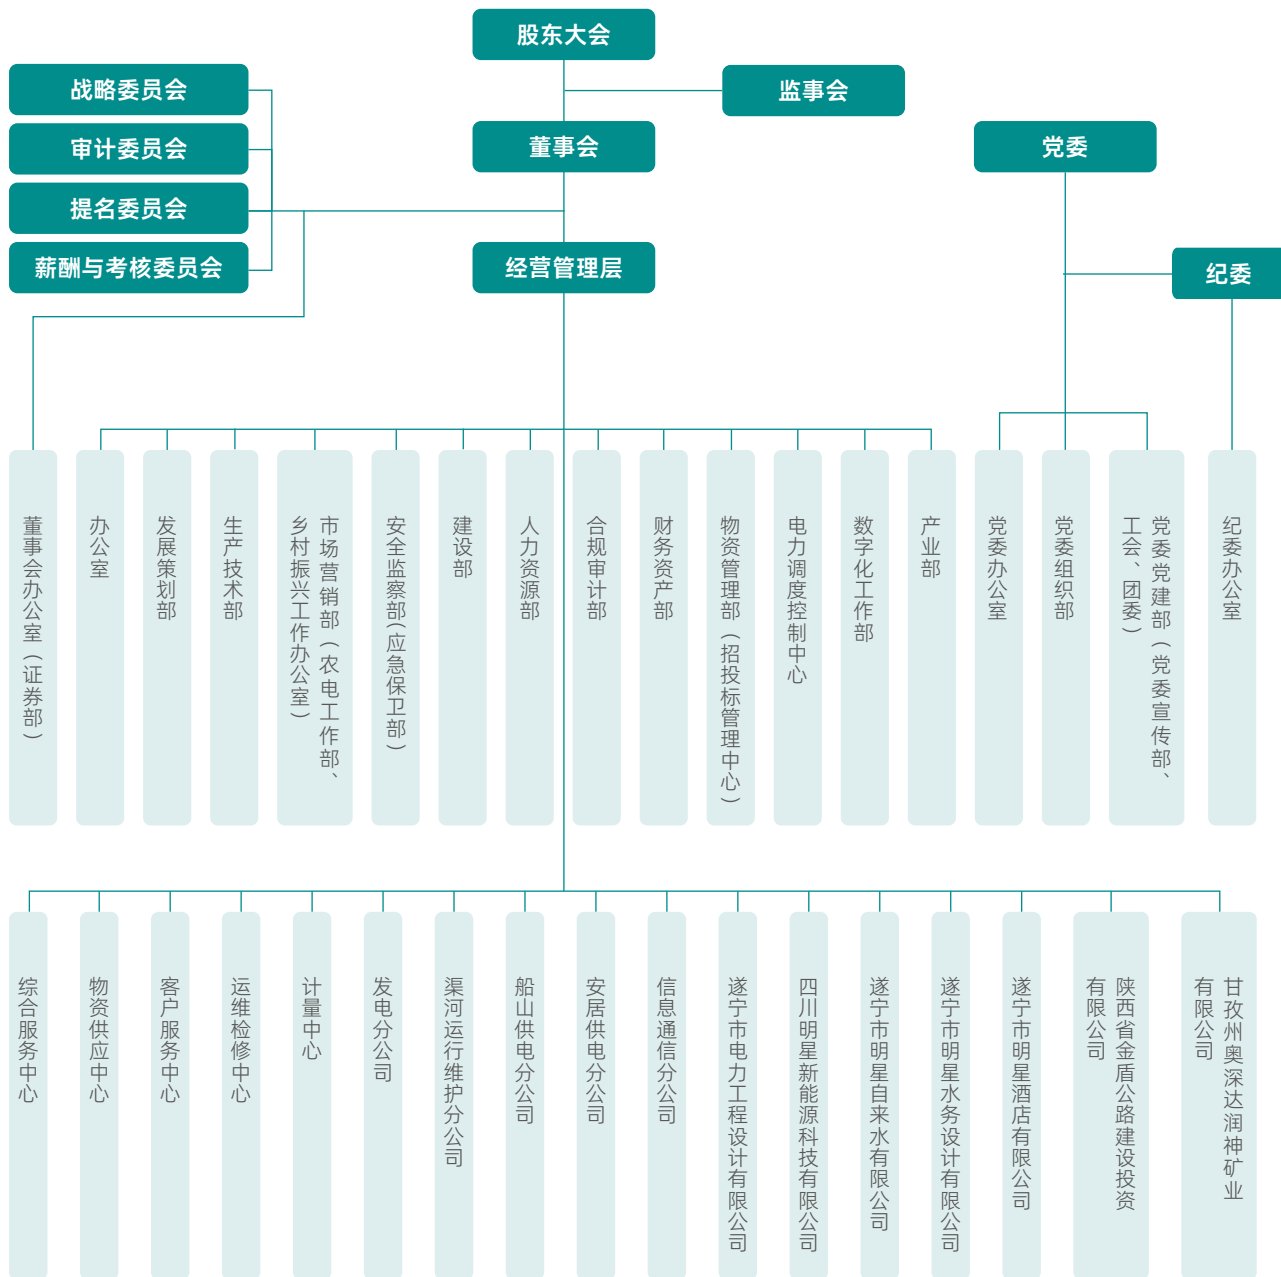 股东大会
战略委员会
监事会
审计委员会
董事会
党委
提名委员会
薪酬与考核委员会
经营管理层
纪委
董事会办公室（证券部）
办公室
发展策划部
生产技术部
市场营销部（农电工作部、
乡村振兴工作办公室）
安全监察部（应急保卫部）
建设部
人力资源部
合规审计部
财务资产部
物资管理部（招投标管理中心）
电力调度控制中心
数字化工作部
产业部
党委办公室
党委组织部
党委党建部（党委宣传部、
工会、团委）
纪委办公室
综合服务中心
物资供应中心
客户服务中心
运维检修中心
计量中心
发电分公司
渠河运行维护分公司
船山供电分公司
安居供电分公司
信息通信分公司
遂宁市电力工程设计有限公司
四川明星新能源科技有限公司
遂宁市明星自来水有限公司
遂宁市明星水务设计有限公司
遂宁市明星酒店有限公司
陕西省金盾公路建设投资
有限公司
甘孜州奥深达润神矿业
有限公司